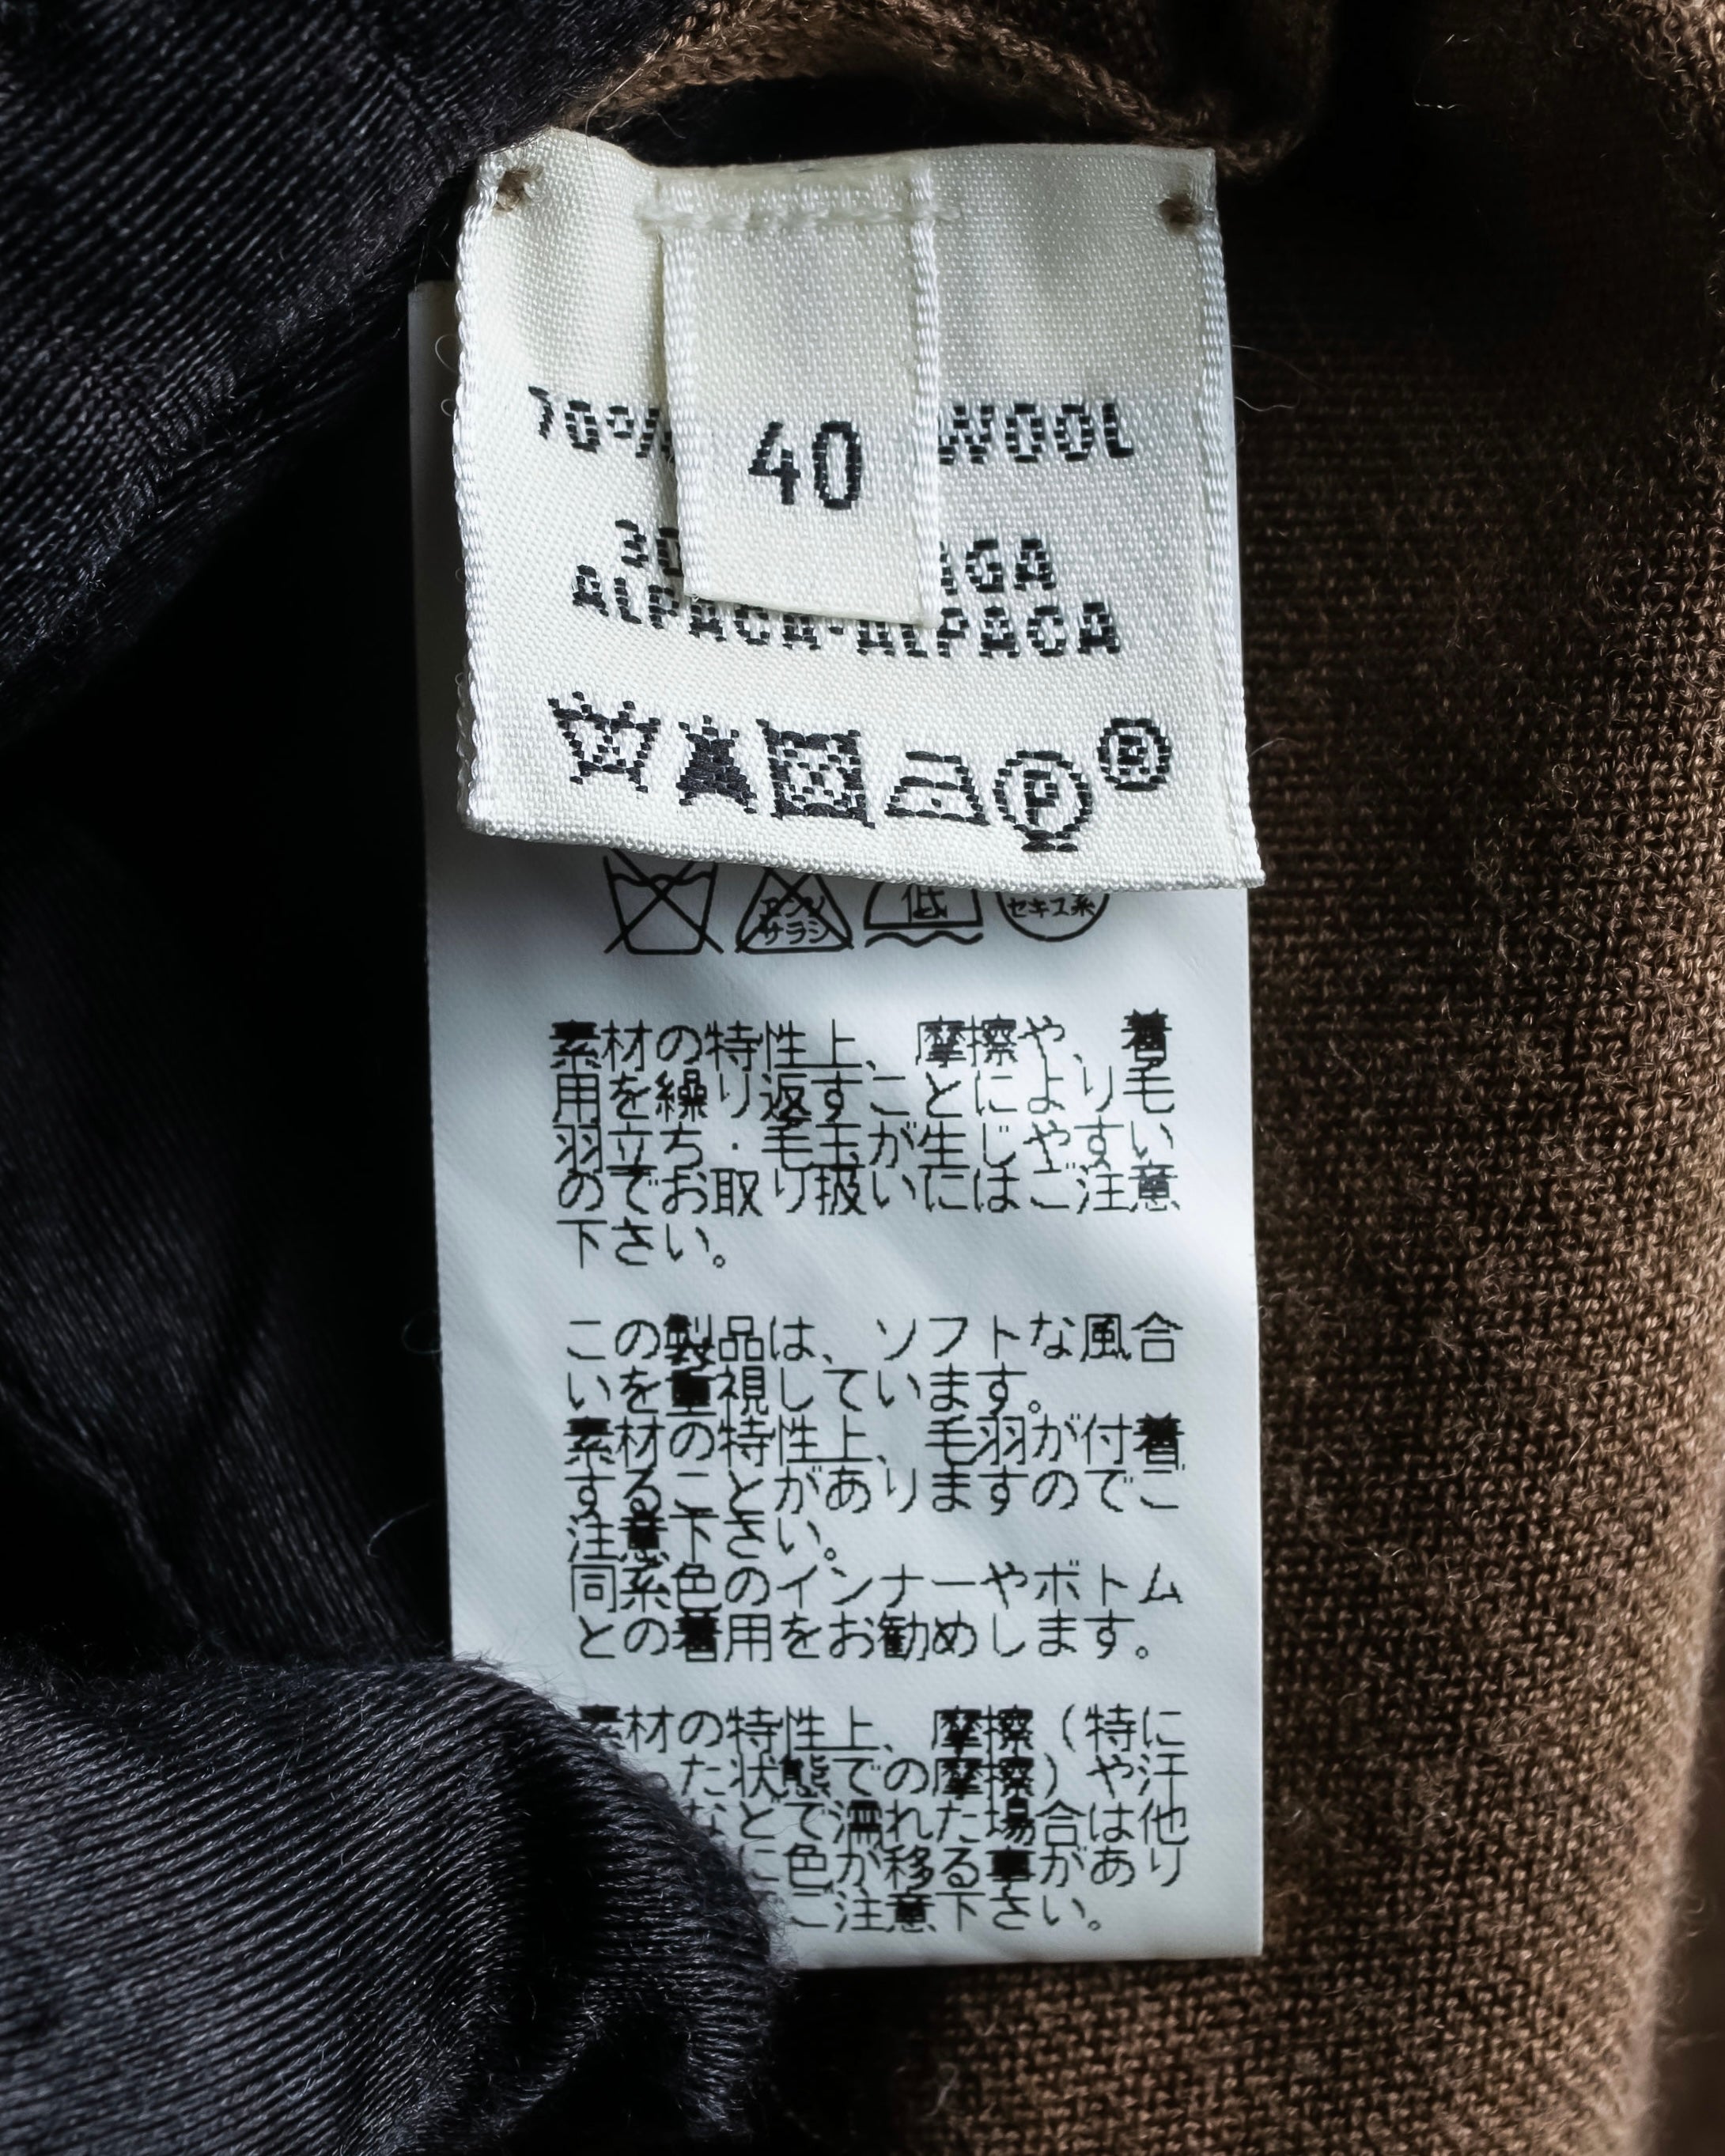 40
70% WOOL
30
ALPACA-ALPACA
P
R
低
セキス系
素材の特性上、摩擦や、着
用を繰り返すことにより毛
羽立ち・毛玉が生じやすい
のでお取り扱いにはご注意
下さい。
この製品は、ソフトな風合
いを重視しています。
素材の特性上、毛羽が付着
することがありますのでご
注意下さい。
同系色のインナーやボトム
との着用をお勧めします。
素材の特性上、摩擦(特に
た状態での摩擦)や汗
などで濡れた場合は他
に色が移る事があり
ご注意下さい。